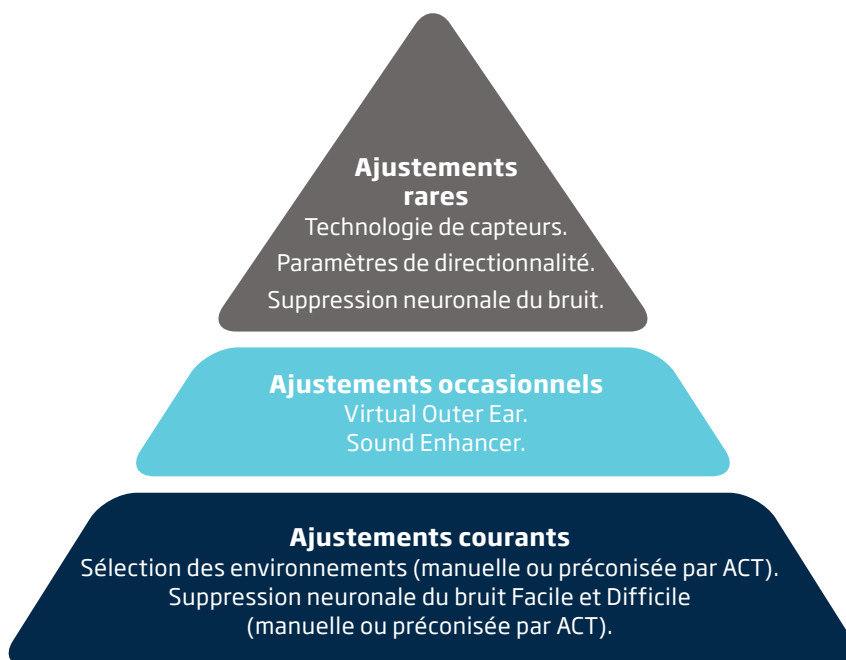 Ajustements
rares
Technologie de capteurs.
Paramètres de directionnalité.
Suppression neuronale du bruit.
Ajustements occasionnels
Virtual Outer Ear.
Sound Enhancer.
Ajustements courants
Sélection des environnements (manuelle ou préconisée par ACT).
Suppression neuronale du bruit Facile et Difficile
(manuelle ou préconisée par ACT).